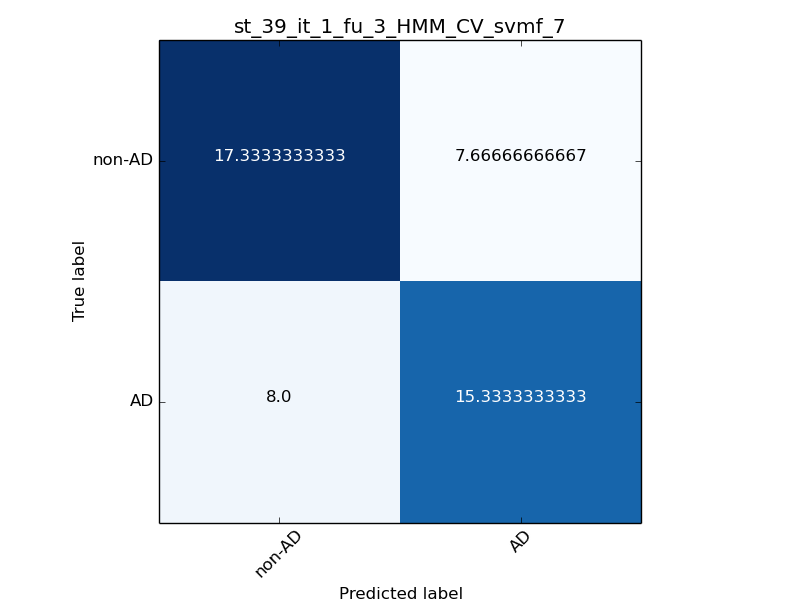 st_39_it_1_fu_3_HMM_CV_svmf_7
non-AD
17.3333333333
7.66666666667
True label
AD
8.0
15.3333333333
non-AD
AD
Predicted label